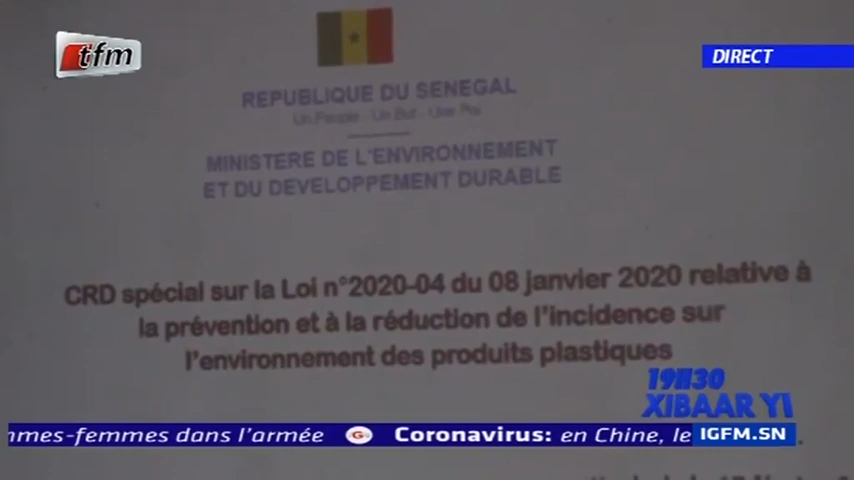 tfm
DIRECT
REPUBLIQUE DU SENEGAL
Un Peuple - Un But - Une Foi
MINISTERE DE L'ENVIRONNEMENT
ET DU DEVELOPPEMENT DURABLE
CRD spécial sur la Loi n°2020-04 du 08 janvier 2020 relative à
la prévention et à la réduction de l'incidence sur
l'environnement des produits plastiques
19H30
XIBAAR YI
mmes-femmes dans l'armée Coronavirus: en Chine, le IGFM.SN